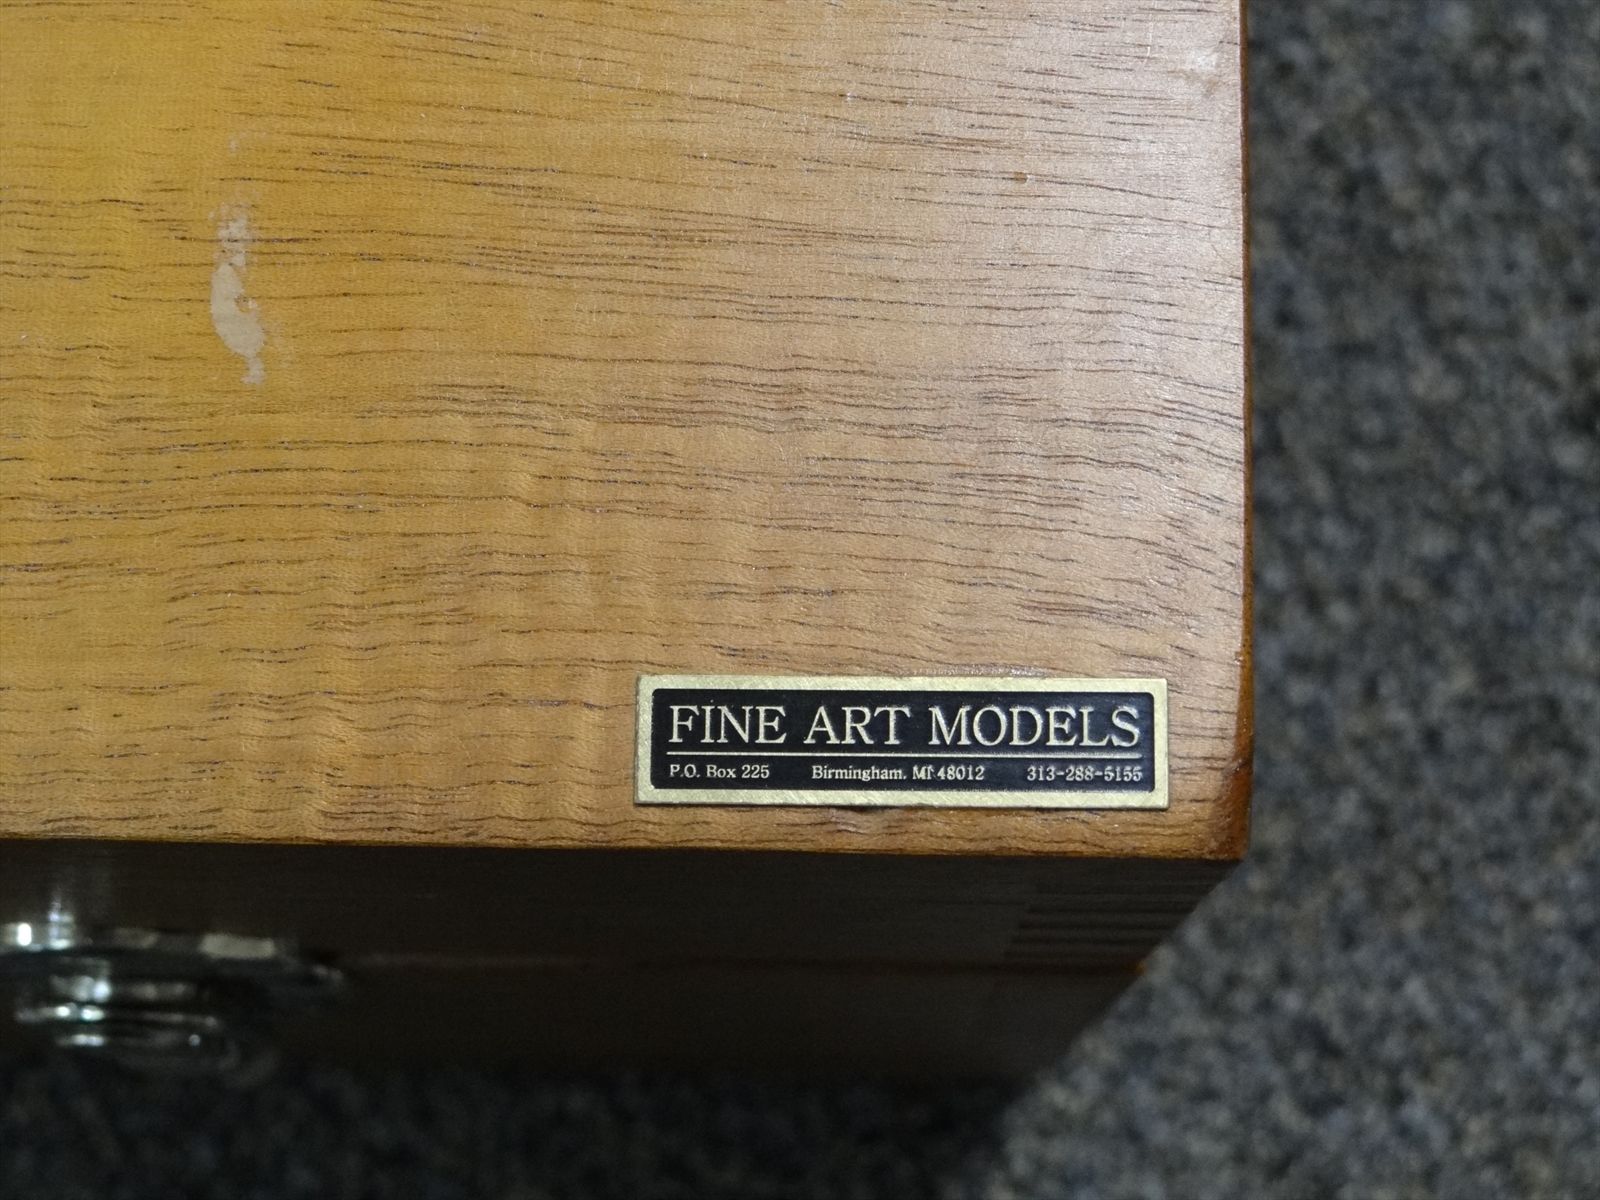 FINE ART MODELS
P.O. Box 225 Birmingham, MI 48012 313-288-5155